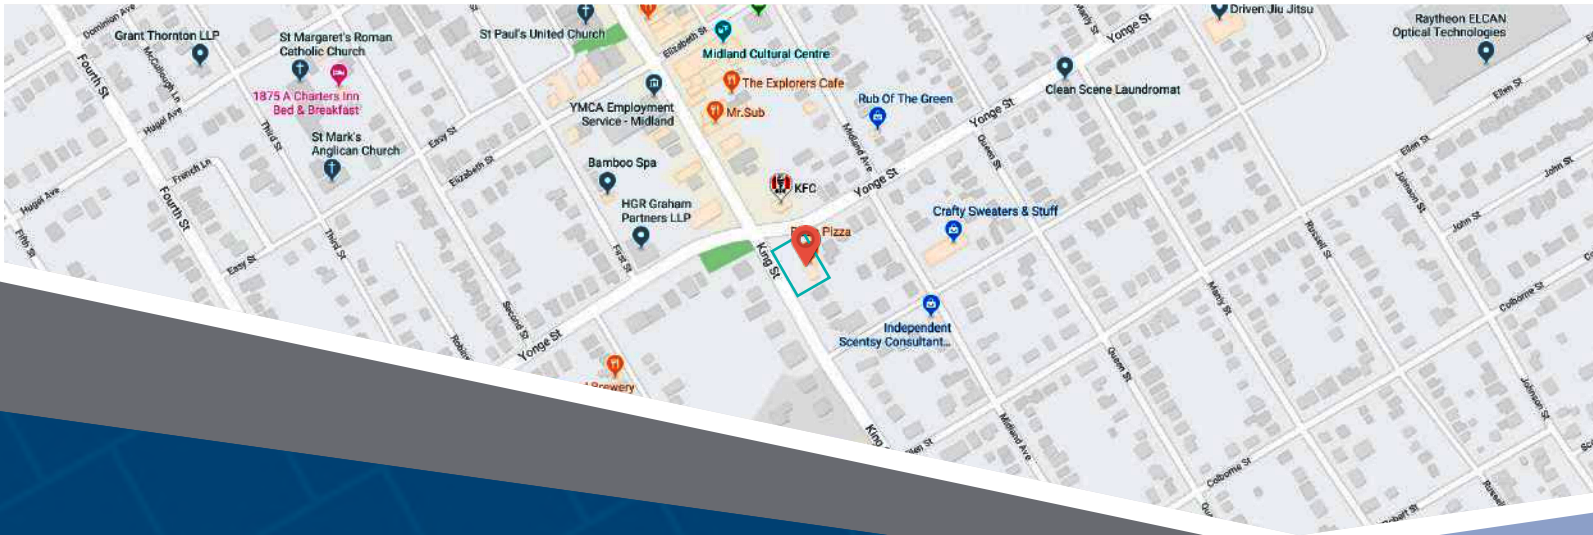 Dominion Ave
Grant Thornton LLP
McCullough Ln
Fourth St
St Margaret's Roman
Catholic Church
1875 A Charters Inn
Bed & Breakfast
Hugel Ave
Third St
St Mark's
Anglican Church
French Ln
Fourth St
Hugel Ave
Fifth St
Easy St
Third St
Easy St
Elizabeth St
St Paul's United Church
Elizabeth St
Midland Cultural Centre
The Explorers Cafe
Mr.Sub
YMCA Employment
Service - Midland
Bamboo Spa
HGR Graham
Partners LLP
First St
Second St
Yonge St
Brewery
KFC
Pizza
King St
King
Rub Of The Green
Midland Ave
Yonge St
Yonge St
Yonge St
Queen St
Crafty Sweaters & Stuff
Independent
Scentsy Consultant...
Clean Scene Laundromat
Manly St
Driven Jiu Jitsu
Raytheon ELCAN
Optical Technologies
Ellen St
Ellen St
John St
John St
Johnson St
Russell St
Manly St
Queen St
Midland Ave
Colborne St
Colborne St
Johnson St